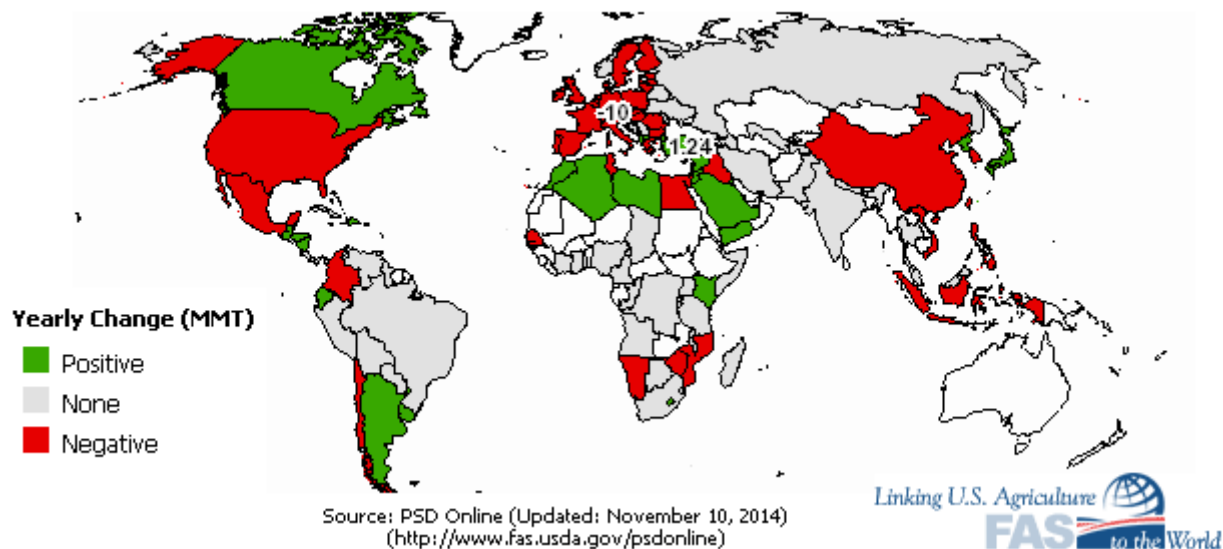 -10
1.24
Yearly Change (MMT)
Positive
None
Negative
Source: PSD Online (Updated: November 10, 2014)
(http://www.fas.usda.gov/psdonline)
Linking U.S. Agriculture
FAS to the World